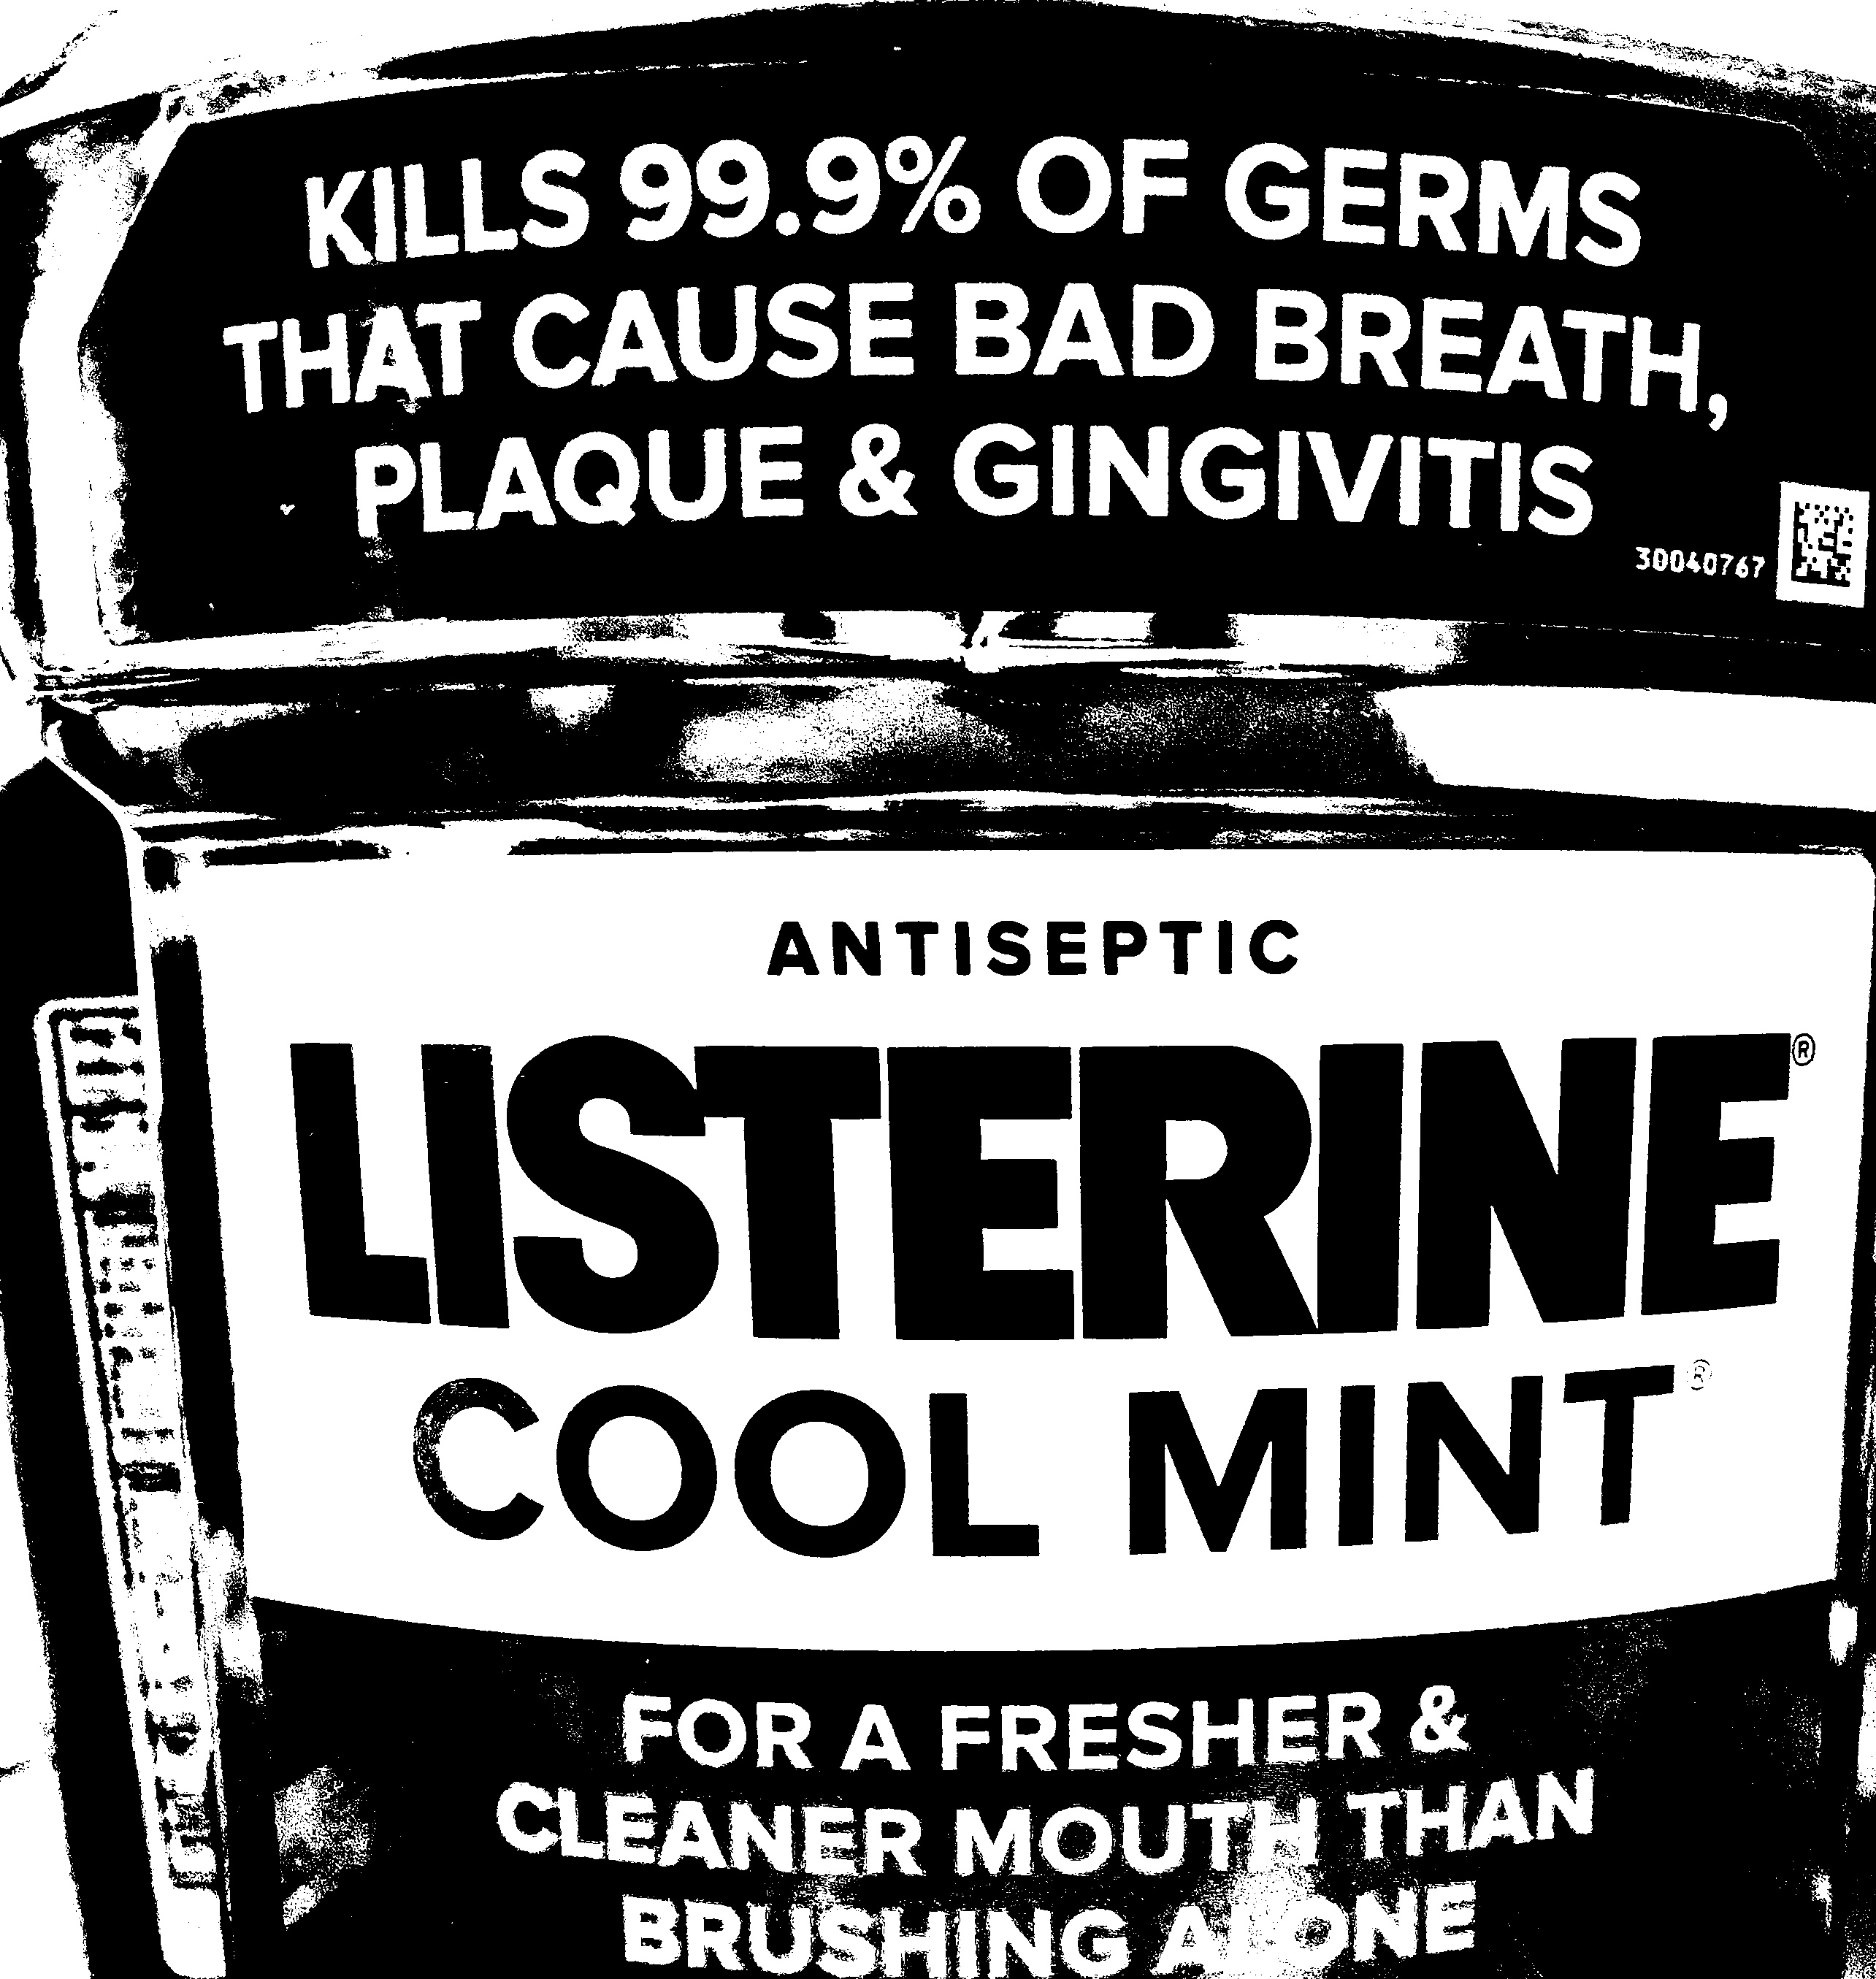 KILLS 99.9% OF GERMS
THAT CAUSE BAD BREATH,
PLAQUE & GINGIVITIS
30040767
ANTISEPTIC
LISTERINE®
COOL MINT®
FOR A FRESHER &
CLEANER MOUTH THAN
BRUSHING ALONE